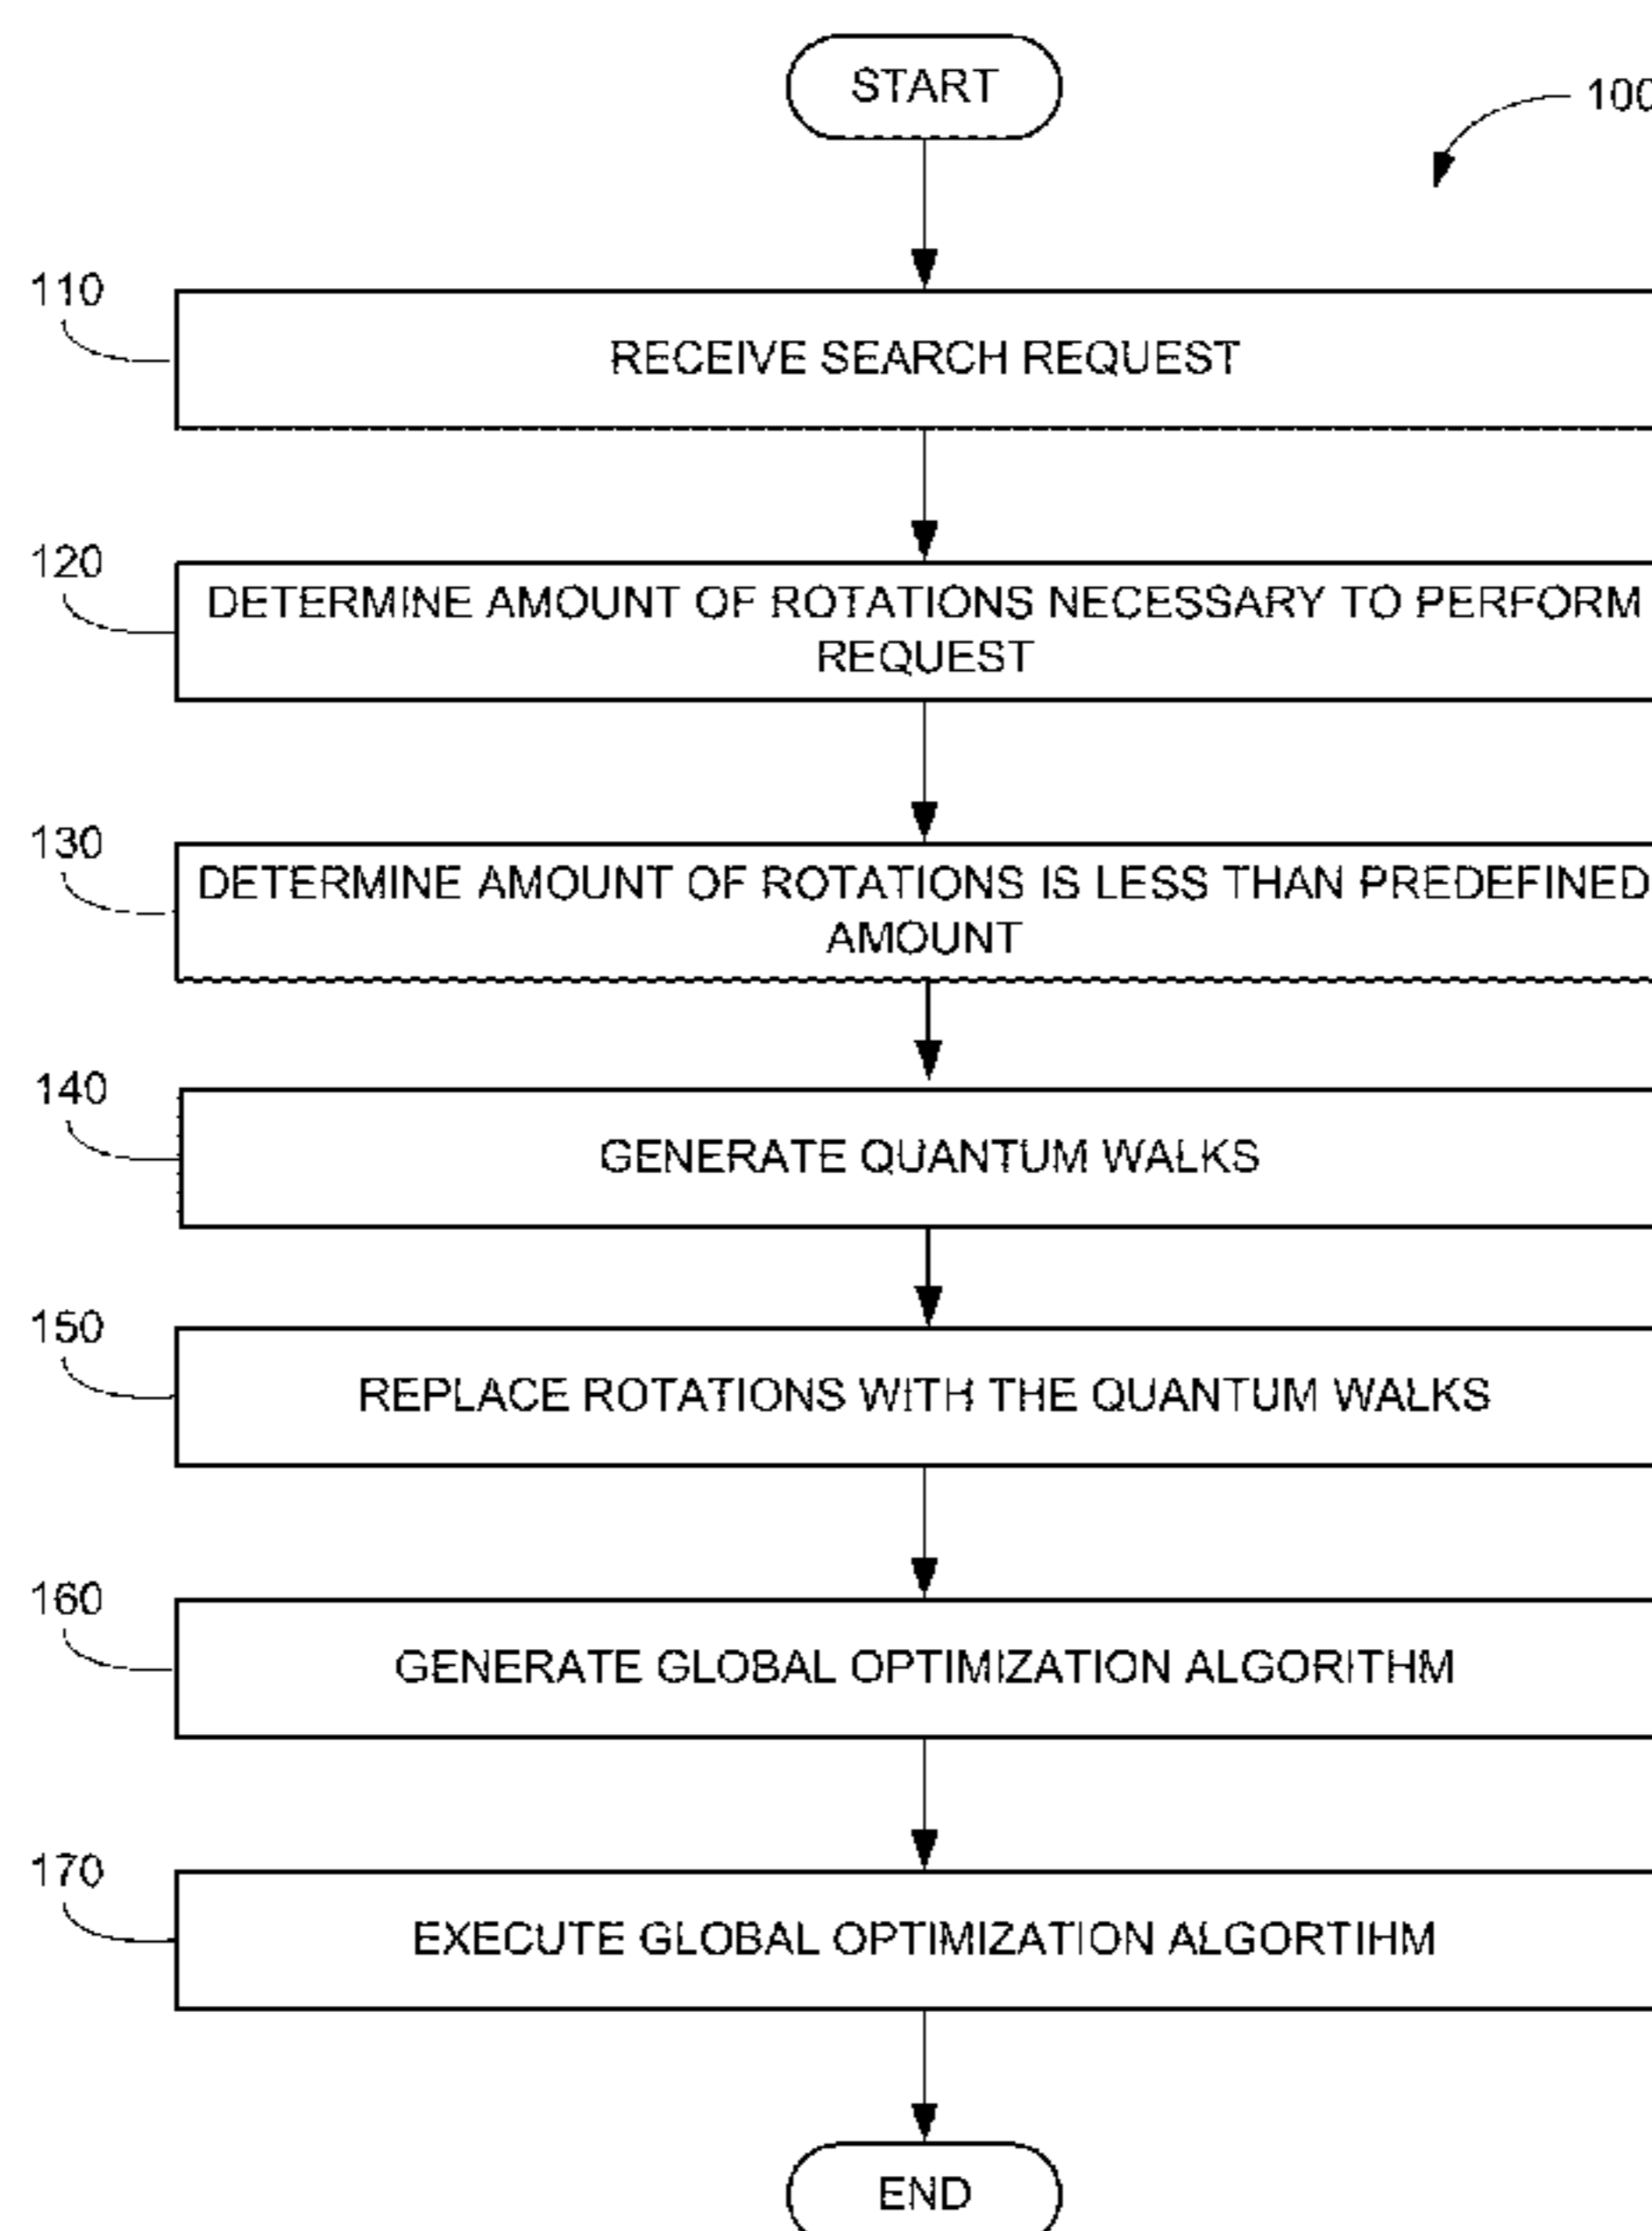 START
100
110
RECEIVE SEARCH REQUEST
120
DETERMINE AMOUNT OF ROTATIONS NECESSARY TO PERFORM
REQUEST
130
DETERMINE AMOUNT OF ROTATIONS IS LESS THAN PREDEFINED
AMOUNT
140
GENERATE QUANTUM WALKS
150
REPLACE ROTATIONS WITH THE QUANTUM WALKS
160
GENERATE GLOBAL OPTIMIZATION ALGORITHM
170
EXECUTE GLOBAL OPTIMIZATION ALGORTIHM
END